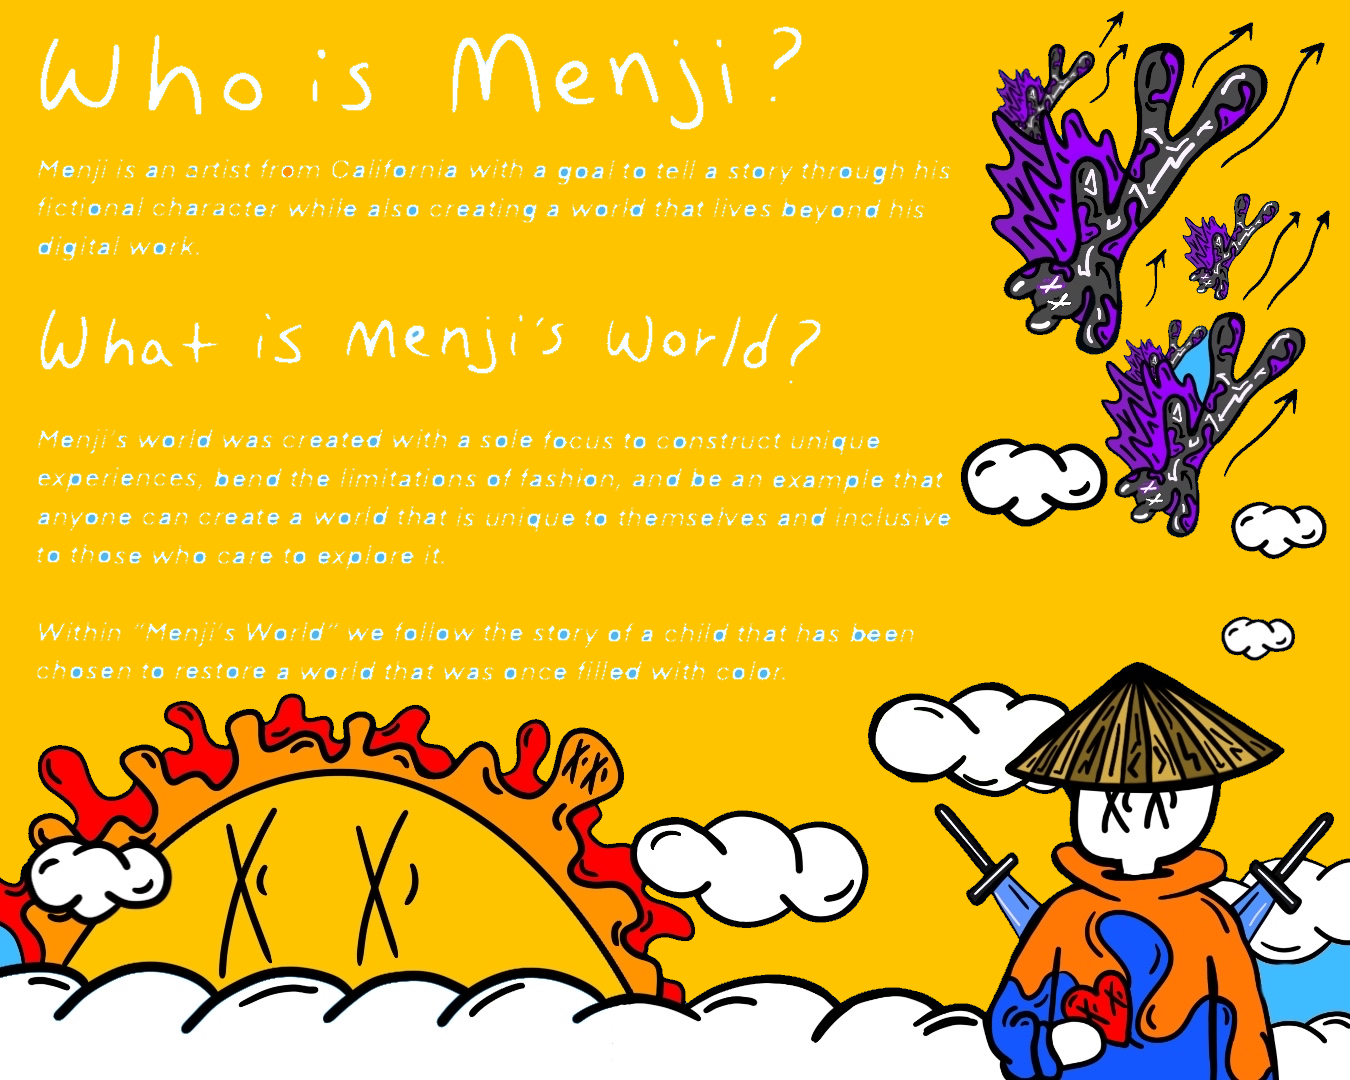 Who is Menji?
Menji is an artist from California with a goal to tell a story through his
fictional character while also creating a world that lives beyond his
digital work.
What is Menji's World?
Menji's world was created with a sole focus to construct unique
experiences, bend the limitations of fashion, and be an example that
anyone can create a world that is unique to themselves and inclusive
to those who care to explore it.
Within "Menji's World" we follow the story of a child that has been
chosen to restore a world that was once filled with color.